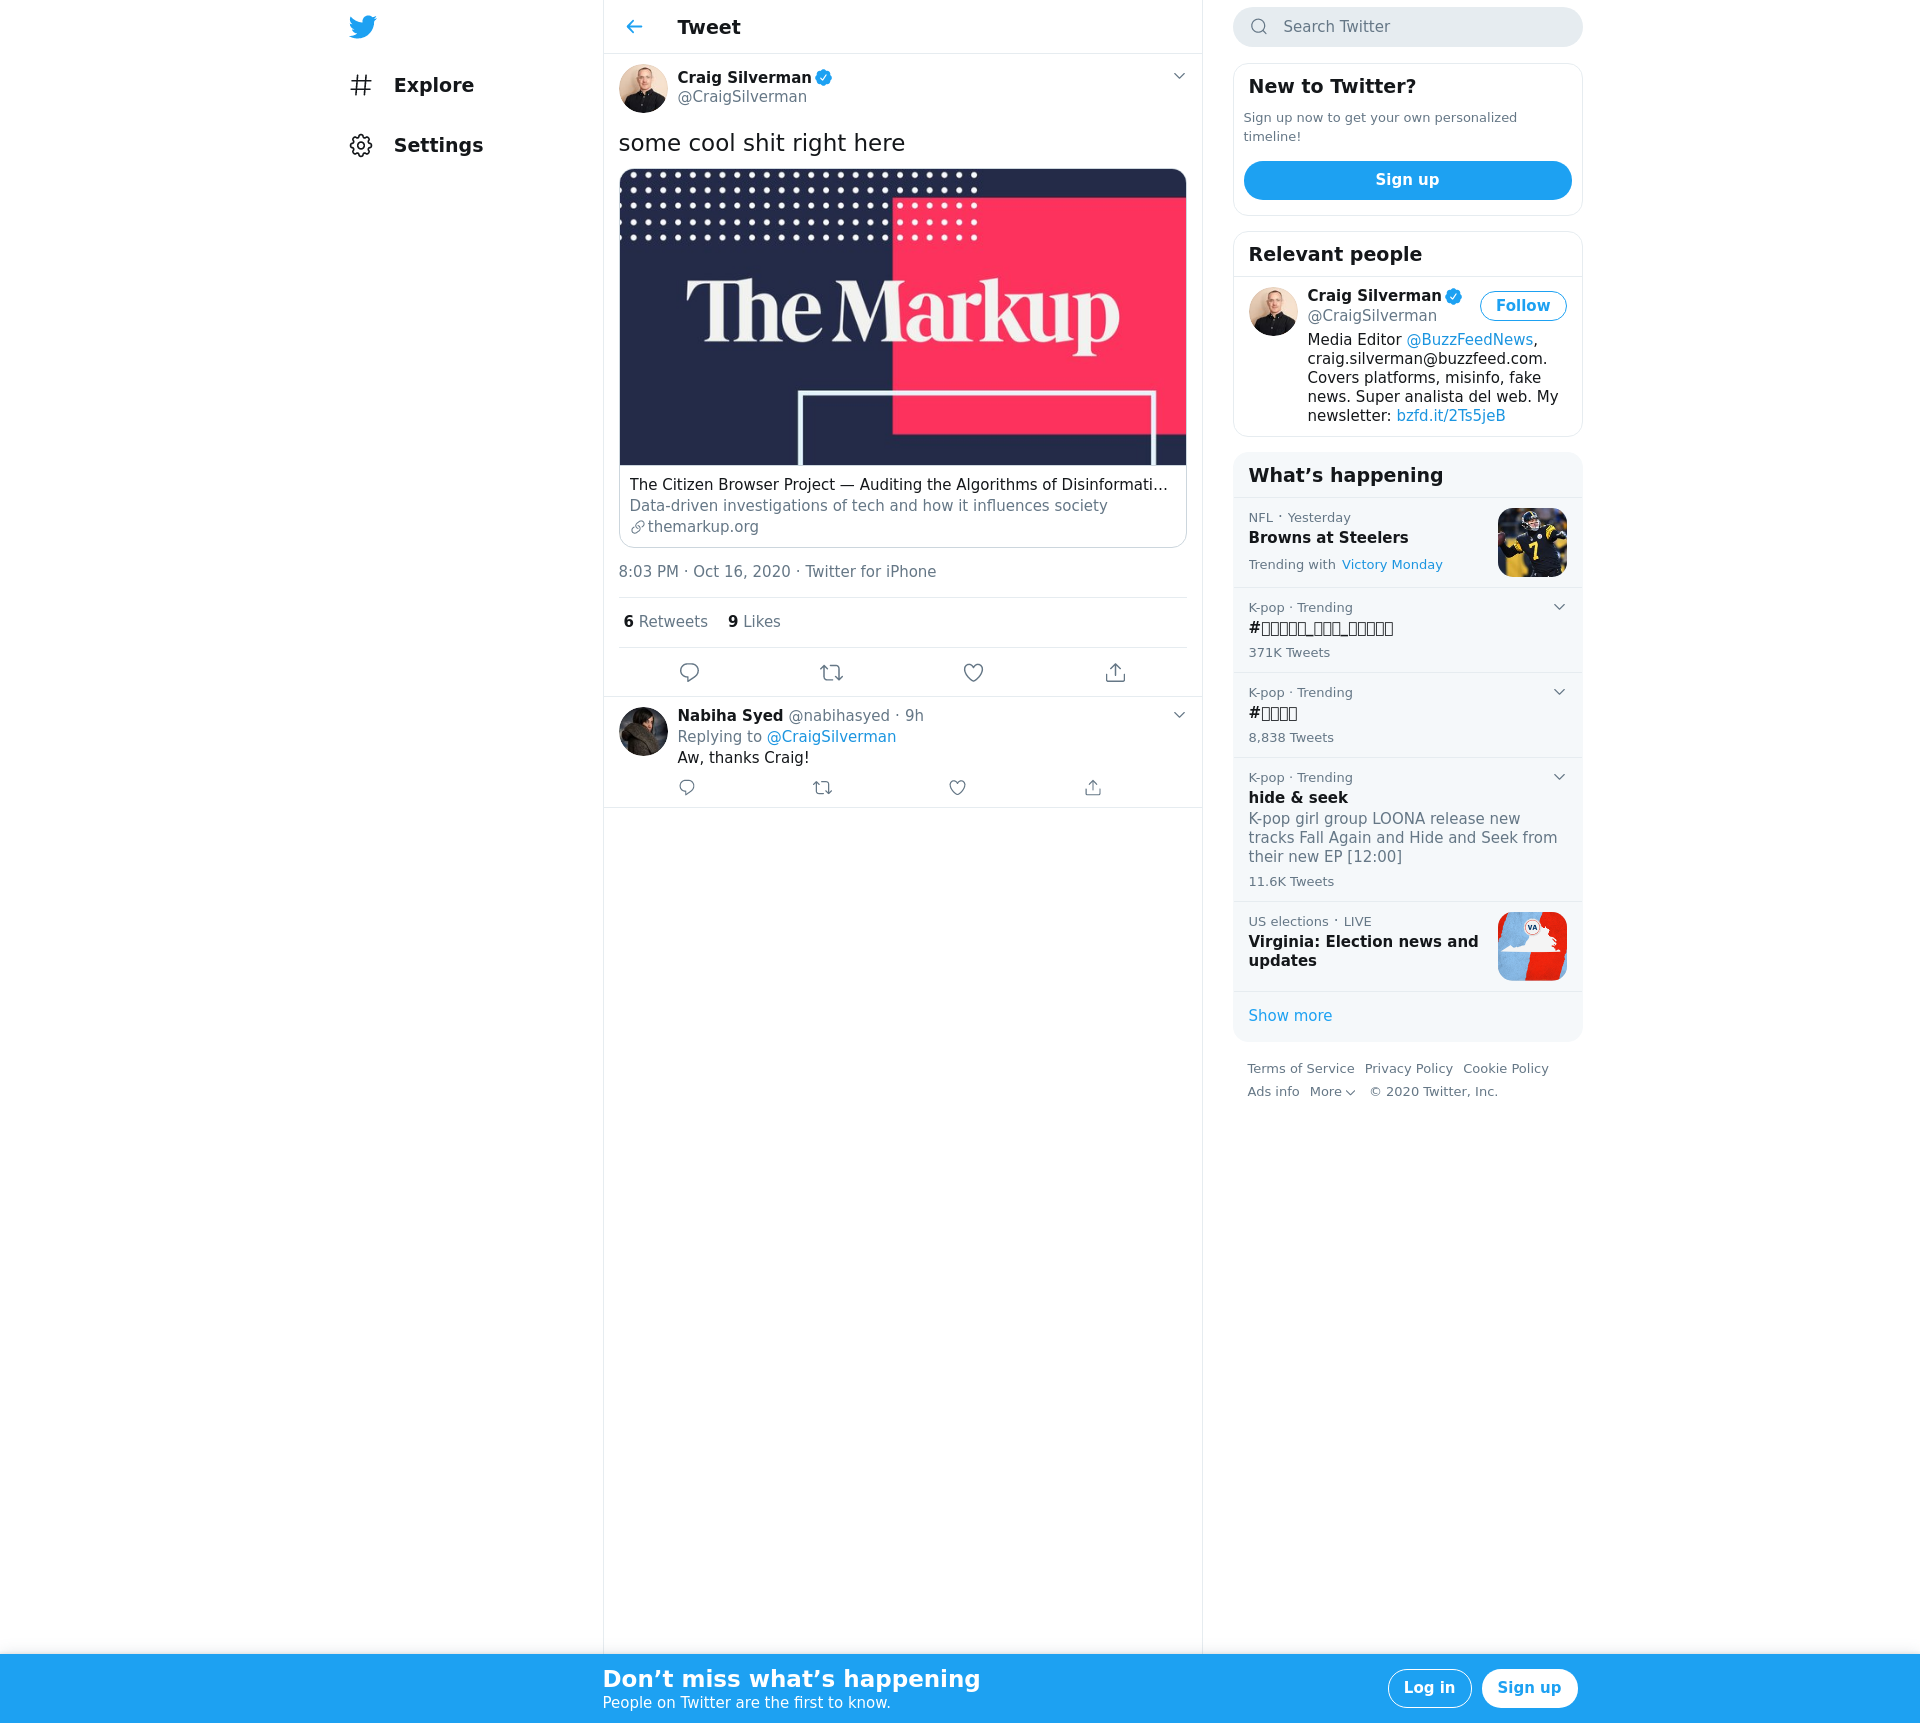 Explore
Settings
Tweet
Craig Silverman
@CraigSilverman
some cool shit right here
The Markup
The Citizen Browser Project — Auditing the Algorithms of Disinformati...
Data-driven investigations of tech and how it influences society
themarkup.org
8:03 PM · Oct 16, 2020 · Twitter for iPhone
6 Retweets 9 Likes
Nabiha Syed @nabihasyed · 9h
Replying to @CraigSilverman
Aw, thanks Craig!
Search Twitter
New to Twitter?
Sign up now to get your own personalized
timeline!
Sign up
Relevant people
Craig Silverman
@CraigSilverman
Follow
Media Editor @BuzzFeedNews,
craig.silverman@buzzfeed.com.
Covers platforms, misinfo, fake
news. Super analista del web. My
newsletter: bzfd.it/2Ts5jeB
What's happening
NFL · Yesterday
Browns at Steelers
Trending with Victory Monday
7
K-pop · Trending
371K Tweets
K-pop · Trending
8,838 Tweets
K-pop · Trending
hide & seek
K-pop girl group LOONA release new
tracks Fall Again and Hide and Seek from
their new EP [12:00]
11.6K Tweets
US elections · LIVE
Virginia: Election news and
updates
VA
Show more
Terms of Service Privacy Policy Cookie Policy
Ads info More © 2020 Twitter, Inc.
Don't miss what's happening
People on Twitter are the first to know.
Log in
Sign up